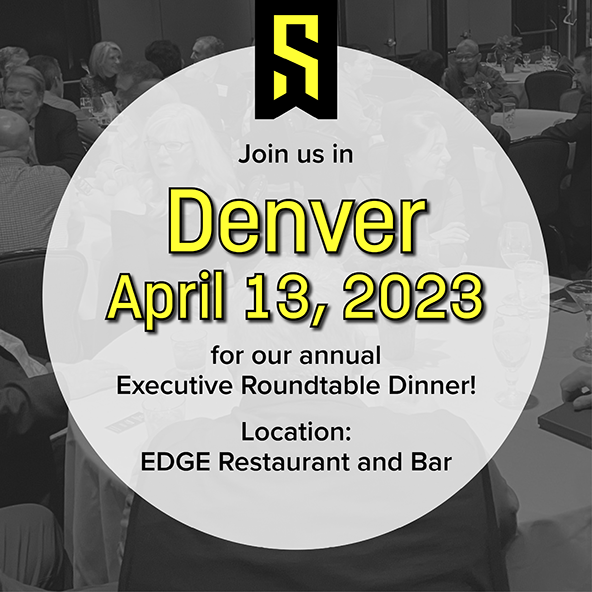 S
Join us in
Denver
April 13, 2023
for our annual
Executive Roundtable Dinner!
Location:
EDGE Restaurant and Bar